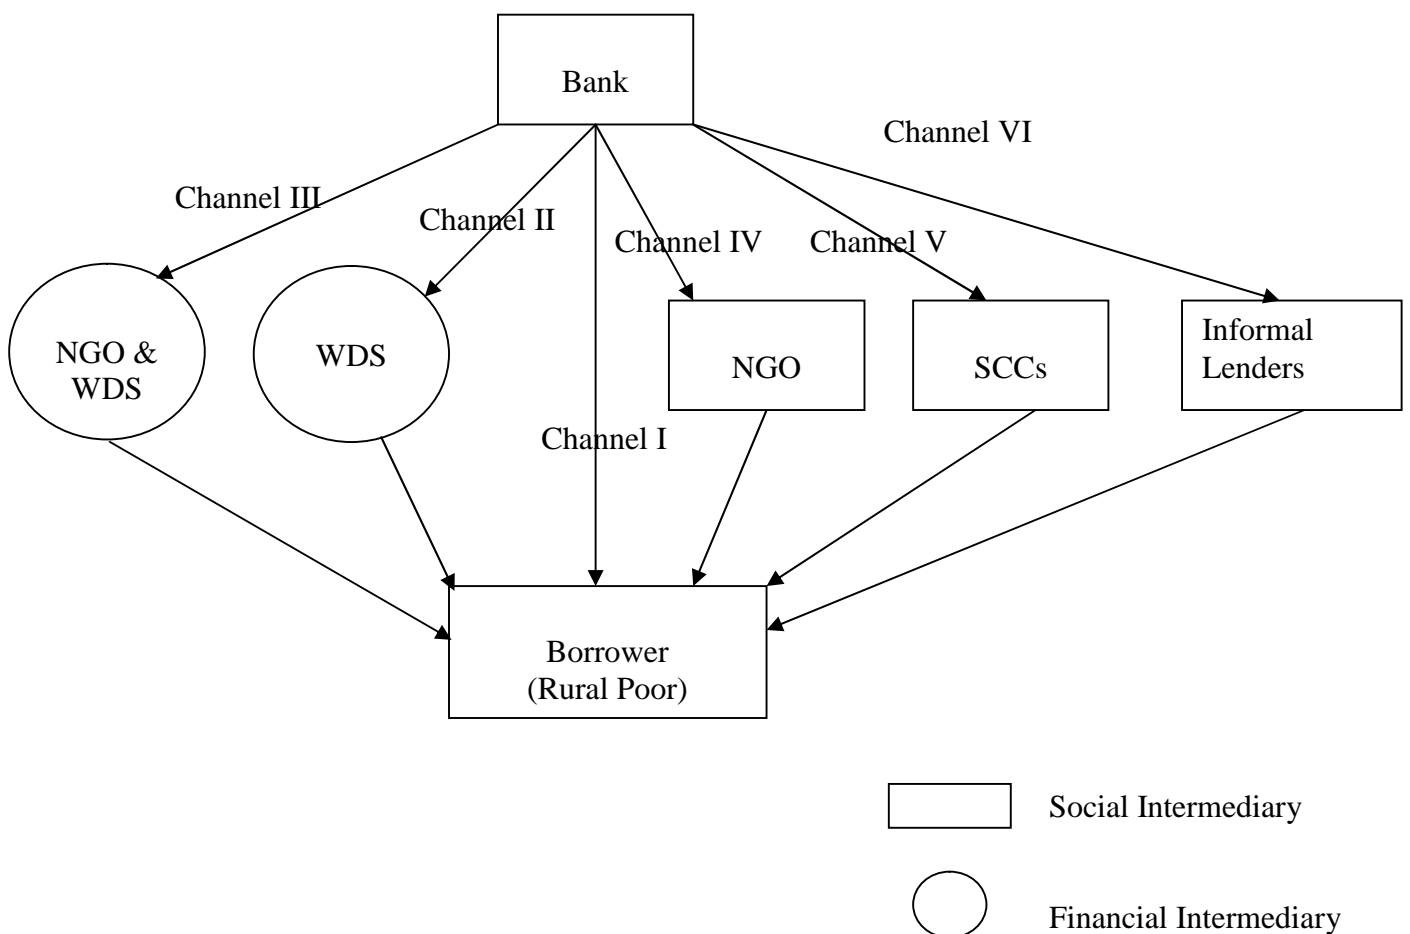 Bank
Channel VI
Channel III
Channel II
Channel IV
Channel V
NGO &
WDS
WDS
NGO
SCCs
Informal
Lenders
Channel I
Borrower
(Rural Poor)
Social Intermediary
Financial Intermediary